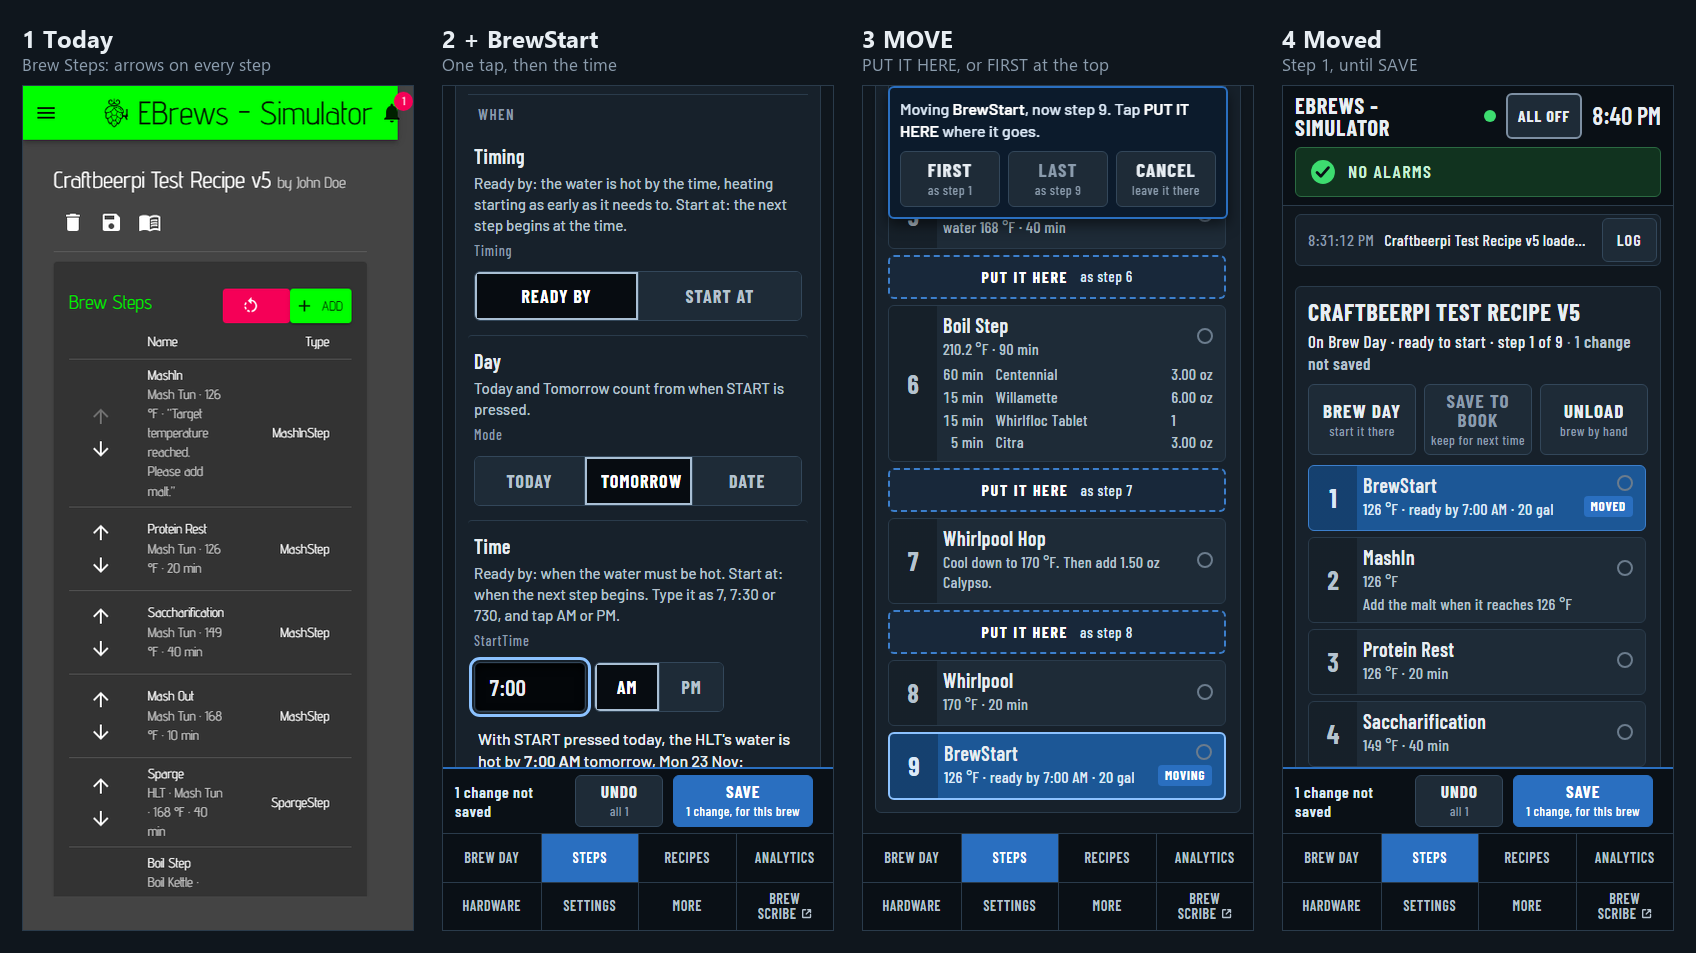 1 Today
Brew Steps: arrows on every step
EBrews - Simulator
1
Craftbeerpi Test Recipe v5 by John Doe
Brew Steps
+ ADD
Name Type
MashIn
Mash Tun · 126
°F · "Target
temperature
reached.
Please add
malt."
MashInStep
Protein Rest
Mash Tun · 126
°F · 20 min
MashStep
Saccharification
Mash Tun · 149
°F · 40 min
MashStep
Mash Out
Mash Tun · 168
°F · 10 min
MashStep
Sparge
HLT · Mash Tun
· 168 °F · 40
min
SpargeStep
Boil Step
Boil Kettle ·
2 + BrewStart
One tap, then the time
WHEN
Timing
Ready by: the water is hot by the time, heating
starting as early as it needs to. Start at: the next
step begins at the time.
Timing
READY BY START AT
Day
Today and Tomorrow count from when START is
pressed.
Mode
TODAY TOMORROW DATE
Time
Ready by: when the water must be hot. Start at:
when the next step begins. Type it as 7, 7:30 or
730, and tap AM or PM.
StartTime
7:00 AM PM
With START pressed today, the HLT's water is
hot by 7:00 AM tomorrow, Mon 23 Nov:
1 change not
saved
UNDO
all 1
SAVE
1 change, for this brew
BREW DAY STEPS RECIPES ANALYTICS
HARDWARE SETTINGS MORE BREW
SCRIBE
3 MOVE
PUT IT HERE, or FIRST at the top
Moving BrewStart, now step 9. Tap PUT IT
HERE where it goes.
FIRST
as step 1
LAST
as step 9
CANCEL
leave it there
water 168 °F · 40 min
PUT IT HERE as step 6
6
Boil Step
210.2 °F · 90 min
60 min Centennial 3.00 oz
15 min Willamette 6.00 oz
15 min Whirlfloc Tablet 1
5 min Citra 3.00 oz
PUT IT HERE as step 7
7
Whirlpool Hop
Cool down to 170 °F. Then add 1.50 oz
Calypso.
PUT IT HERE as step 8
8
Whirlpool
170 °F · 20 min
9
BrewStart
126 °F · ready by 7:00 AM · 20 gal
MOVING
BREW DAY STEPS RECIPES ANALYTICS
HARDWARE SETTINGS MORE BREW
SCRIBE
4 Moved
Step 1, until SAVE
EBREWS -
SIMULATOR
ALL OFF
8:40 PM
NO ALARMS
8:31:12 PM Craftbeerpi Test Recipe v5 loade... LOG
CRAFTBEERPI TEST RECIPE V5
On Brew Day · ready to start · step 1 of 9 · 1 change
not saved
BREW DAY
start it there
SAVE TO
BOOK
keep for next time
UNLOAD
brew by hand
1
BrewStart
126 °F · ready by 7:00 AM · 20 gal
MOVED
2
MashIn
126 °F
Add the malt when it reaches 126 °F
3
Protein Rest
126 °F · 20 min
4
Saccharification
149 °F · 40 min
1 change not
saved
UNDO
all 1
SAVE
1 change, for this brew
BREW DAY STEPS RECIPES ANALYTICS
HARDWARE SETTINGS MORE BREW
SCRIBE